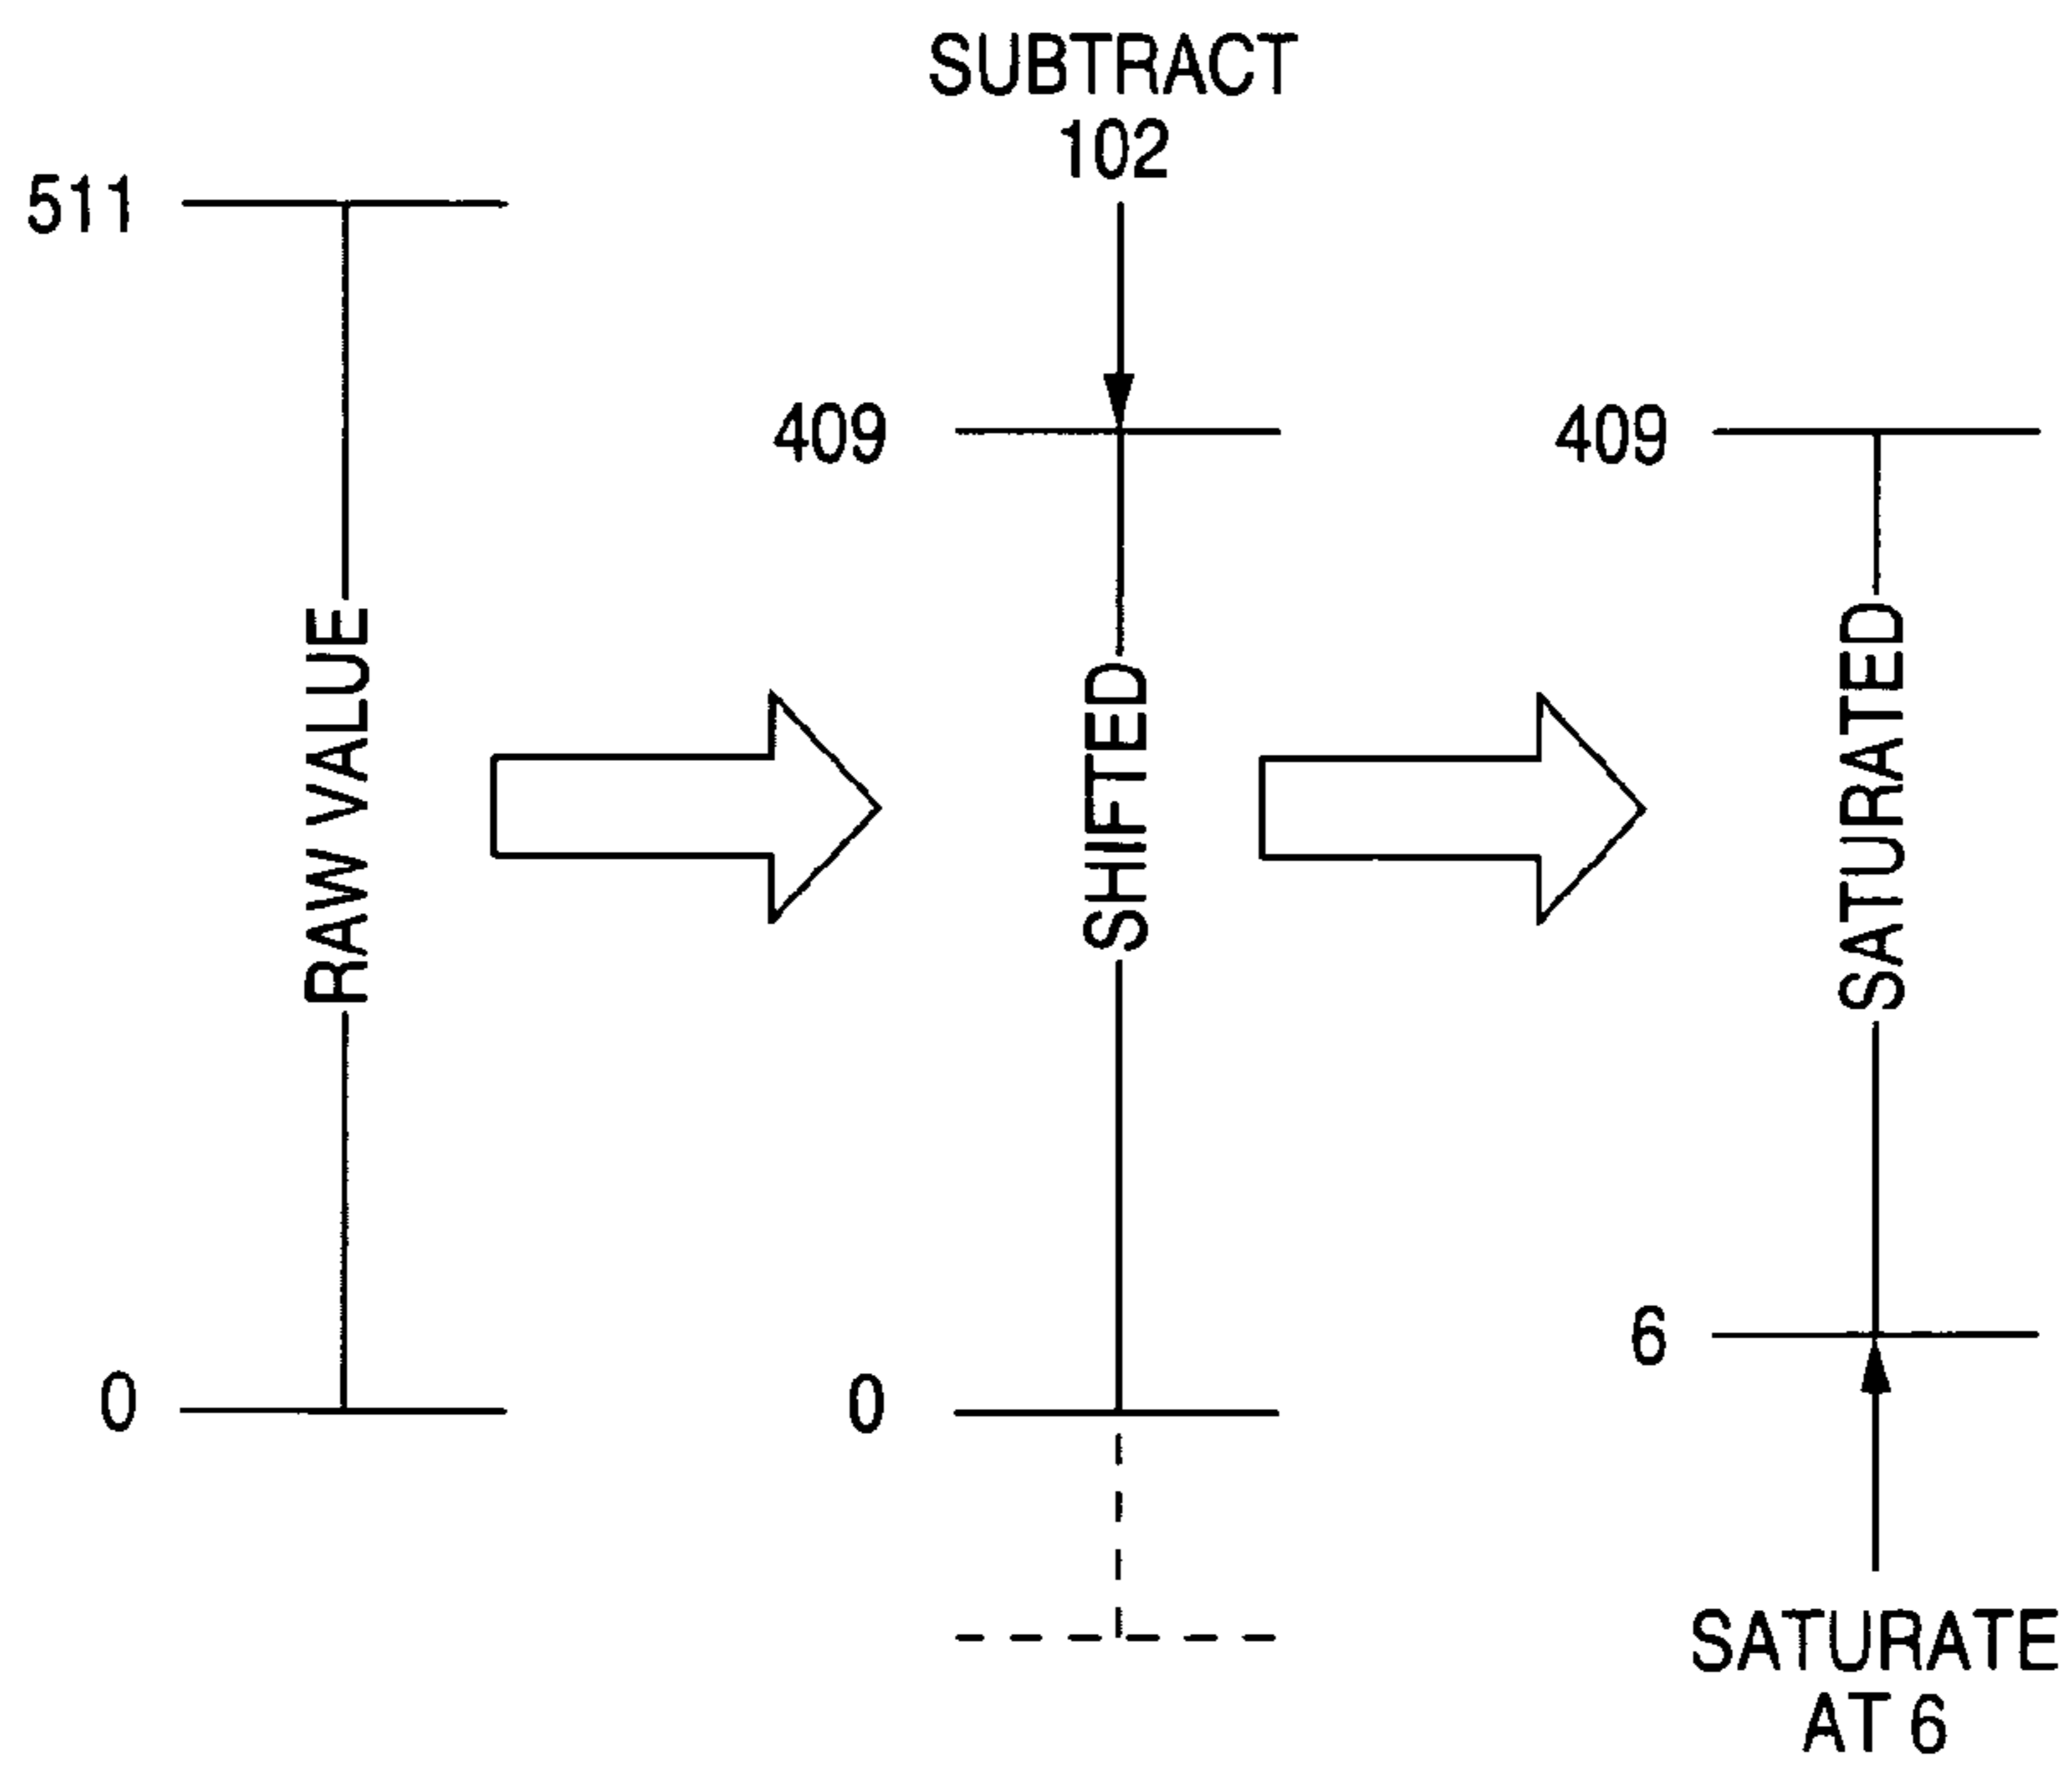 SUBTRACT
102
511
409
409
RAW VALUE
SHIFTED
SATURATED
6
0
0
SATURATE
AT 6